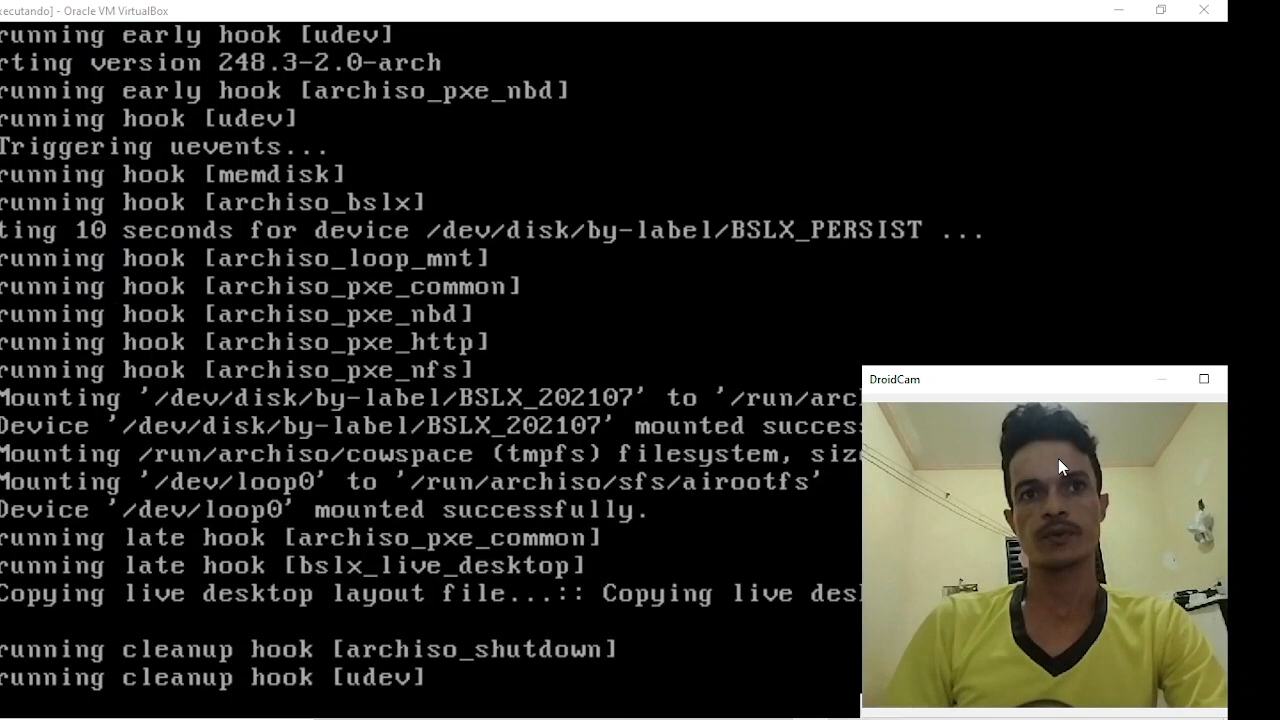 xecutando] - Oracle VM VirtualBox
running early hook [udev]
rting version 248.3-2.0-arch
running early hook [archiso_pxe_nbd]
running hook [udev]
Triggering uevents...
running hook [memdisk]
running hook [archiso_bslx]
ting 10 seconds for device /dev/disk/by-label/BSLX_PERSIST ...
running hook [archiso_loop_mnt]
running hook [archiso_pxe_common]
running hook [archiso_pxe_nbd]
running hook [archiso_pxe_http]
running hook [archiso_pxe_nfs]
Mounting '/dev/disk/by-label/BSLX_202107' to '/run/arc
Device '/dev/disk/by-label/BSLX_202107' mounted success
Mounting /run/archiso/cowspace (tmpfs) filesystem, size
Mounting '/dev/loop0' to '/run/archiso/sfs/airootfs'
Device '/dev/loop0' mounted successfully.
running late hook [archiso_pxe_common]
running late hook [bslx_live_desktop]
Copying live desktop layout file...:: Copying live desk
running cleanup hook [archiso_shutdown]
running cleanup hook [udev]
DroidCam